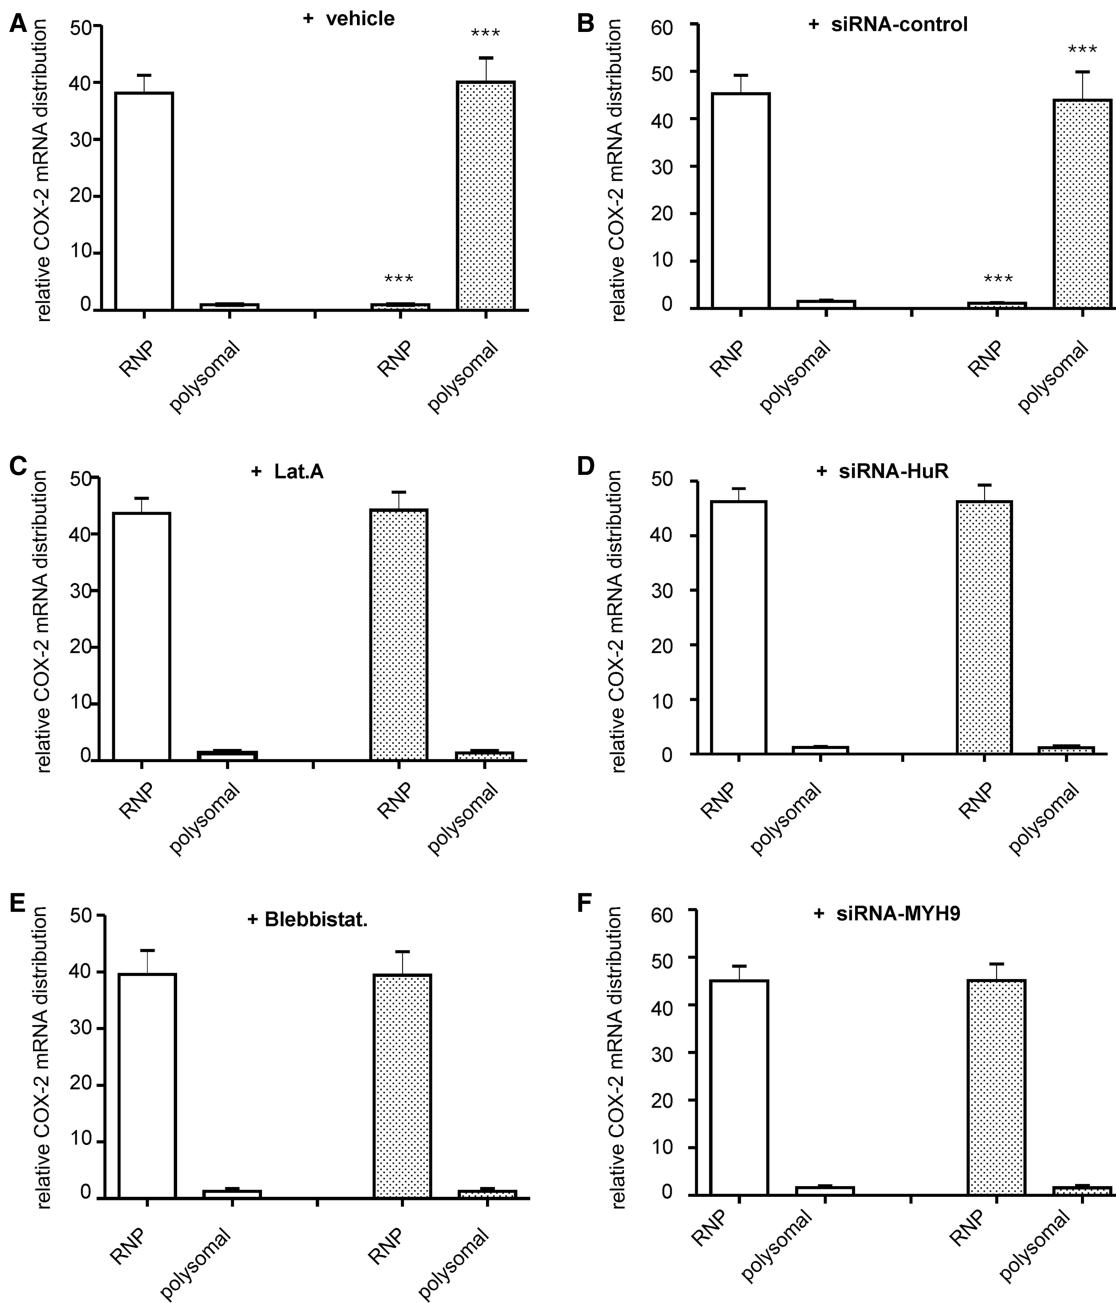 A
+ vehicle
relative COX-2 mRNA distribution
50
40
30
20
10
0
***
***
RNP
polysomal
RNP
polysomal
B
+ siRNA-control
relative COX-2 mRNA distribution
60
50
40
30
20
10
0
***
***
RNP
polysomal
RNP
polysomal
C
+ Lat.A
relative COX-2 mRNA distribution
50
40
30
20
10
0
RNP
polysomal
RNP
polysomal
D
+ siRNA-HuR
relative COX-2 mRNA distribution
50
40
30
20
10
0
RNP
polysomal
RNP
polysomal
E
+ Blebbistat.
relative COX-2 mRNA distribution
50
40
30
20
10
0
RNP
polysomal
RNP
polysomal
F
+ siRNA-MYH9
relative COX-2 mRNA distribution
60
50
40
30
20
10
0
RNP
polysomal
RNP
polysomal